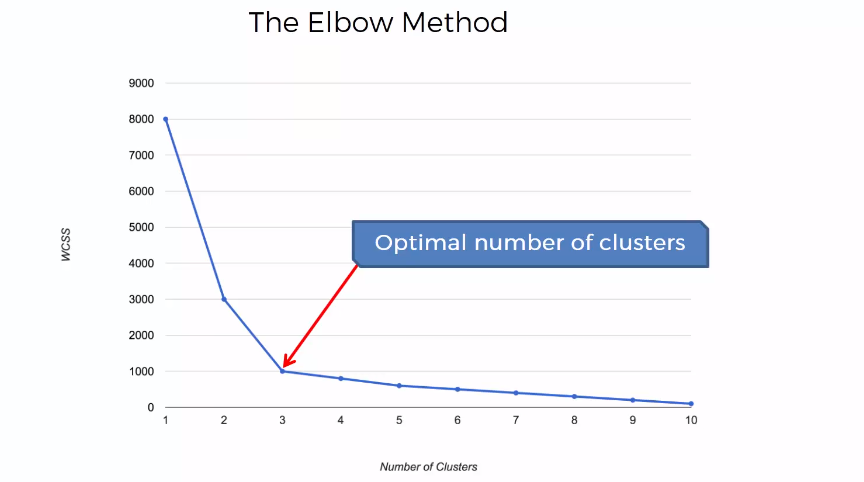 The Elbow Method
9000
8000
7000
6000
5000
4000
3000
2000
1000
0
WCSS
Optimal number of clusters
1 2 3 4 5 6 7 8 9 10
Number of Clusters